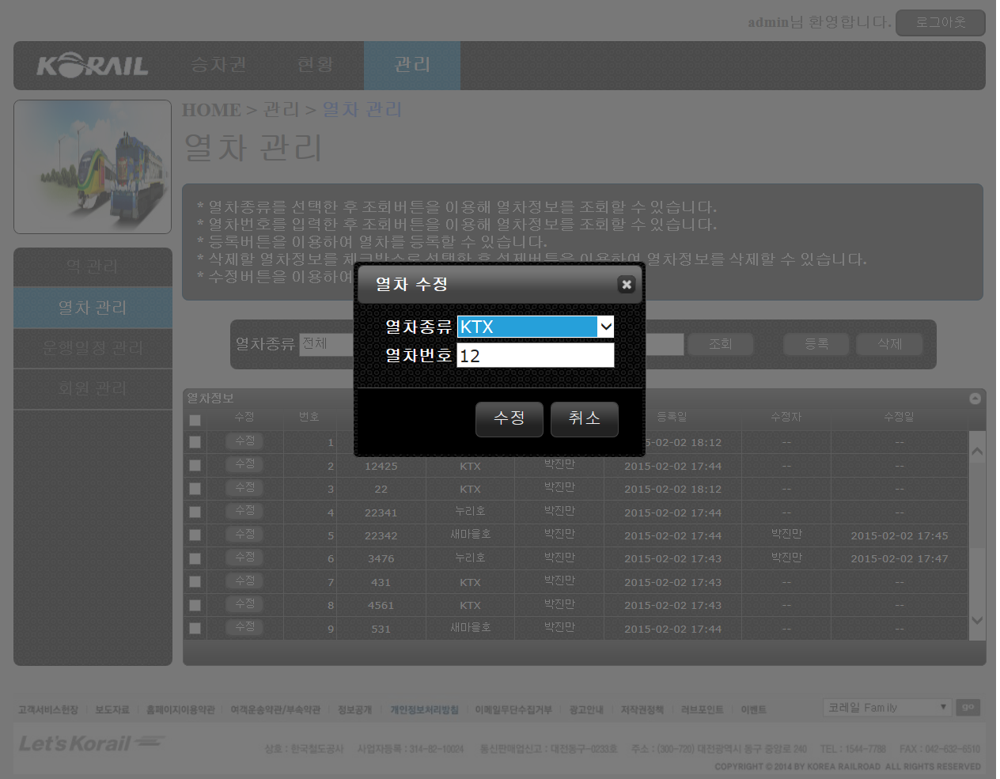 admin님 환영합니다. 로그아웃
KORAIL 승차권 현황 관리
HOME > 관리 > 열차 관리
열차 관리
* 열차종류를 선택한 후 조회버튼을 이용해 열차정보를 조회할 수 있습니다.
* 열차번호를 입력한 후 조회버튼을 이용해 열차정보를 조회할 수 있습니다.
* 등록버튼을 이용하여 열차를 등록할 수 있습니다.
* 삭제할 열차정보를 체크박스로 선택한 후 삭제버튼을 이용하여 열차정보를 삭제할 수 있습니다.
* 수정버튼을 이용하여
역 관리
열차 관리
운행일정 관리
회원 관리
열차종류 전체 조회 등록 삭제
열차 수정
열차종류 KTX
열차번호 12
수정 취소
열차정보
수정 번호 등록일 수정자 수정일
수정 1 5-02-02 18:12 -- --
수정 2 12425 KTX 박진만 2015-02-02 17:44 -- --
수정 3 22 KTX 박진만 2015-02-02 18:12 -- --
수정 4 22341 누리호 박진만 2015-02-02 17:44 -- --
수정 5 22342 새마을호 박진만 2015-02-02 17:44 박진만 2015-02-02 17:45
수정 6 3476 누리호 박진만 2015-02-02 17:43 박진만 2015-02-02 17:47
수정 7 431 KTX 박진만 2015-02-02 17:43 -- --
수정 8 4561 KTX 박진만 2015-02-02 17:43 -- --
수정 9 531 새마을호 박진만 2015-02-02 17:44 -- --
고객서비스헌장 보도자료 홈페이지이용약관 여객운송약관/부속약관 정보공개 개인정보처리방침 이메일무단수집거부 광고안내 저작권정책 러브포인트 이벤트 코레일 Family go
Let's Korail
상호 : 한국철도공사 사업자등록 : 314-82-10024 통신판매업신고 : 대전동구-0233호 주소 : (300-720) 대전광역시 동구 중앙로 240 TEL : 1544-7788 FAX : 042-632-6510
COPYRIGHT © 2014 BY KOREA RAILROAD ALL RIGHTS RESERVED